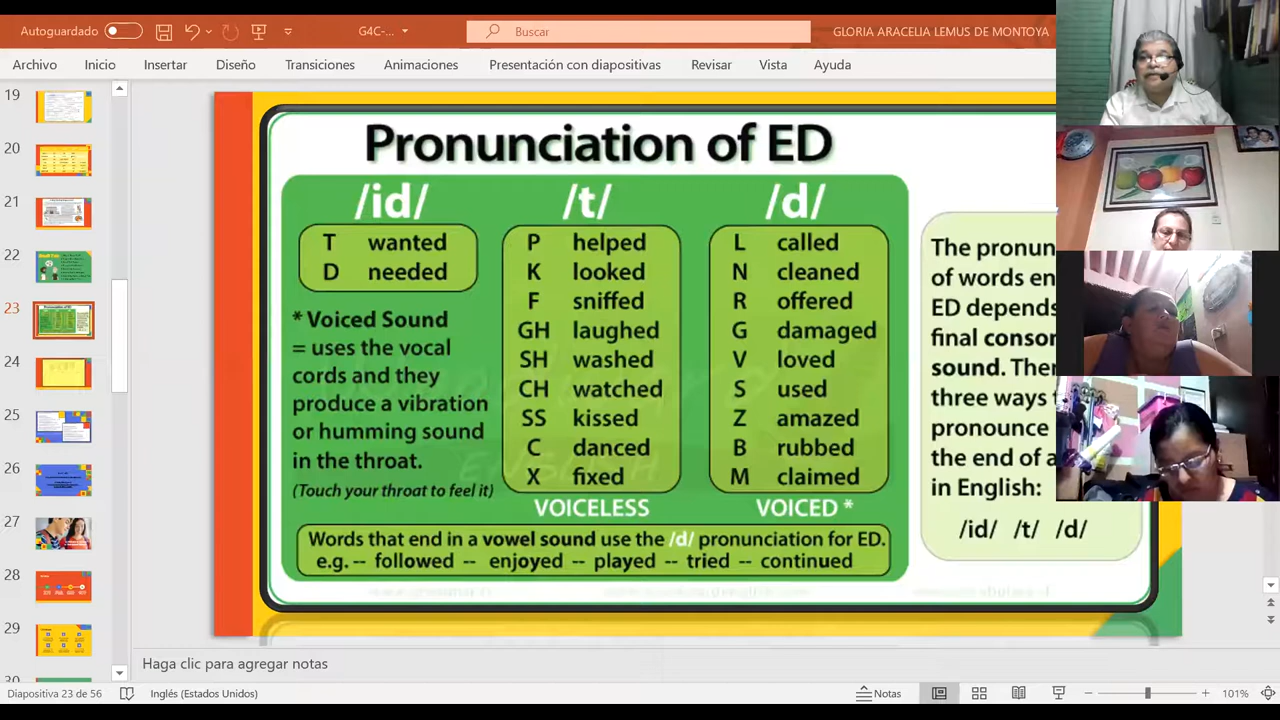 Autoguardado
G4C-...
Buscar
GLORIA ARACELIA LEMUS DE MONTOYA
Archivo Inicio Insertar Diseño Transiciones Animaciones Presentación con diapositivas Revisar Vista Ayuda
19
20
21
22
23
24
25
26
27
28
29
Pronunciation of ED
/id/ /t/ /d/
T wanted
D needed
* Voiced Sound
= uses the vocal
cords and they
produce a vibration
or humming sound
in the throat.
(Touch your throat to feel it)
P helped
K looked
F sniffed
GH laughed
SH washed
CH watched
SS kissed
C danced
X fixed
VOICELESS
L called
N cleaned
R offered
G damaged
V loved
S used
Z amazed
B rubbed
M claimed
VOICED *
Words that end in a vowel sound use the /d/ pronunciation for ED.
e.g. -- followed -- enjoyed -- played -- tried -- continued
The pronun
of words en
ED depends
final conson
sound. Ther
three ways t
pronounce
the end of a
in English:
/id/ /t/ /d/
Haga clic para agregar notas
Diapositiva 23 de 56 Inglés (Estados Unidos) Notas 101%